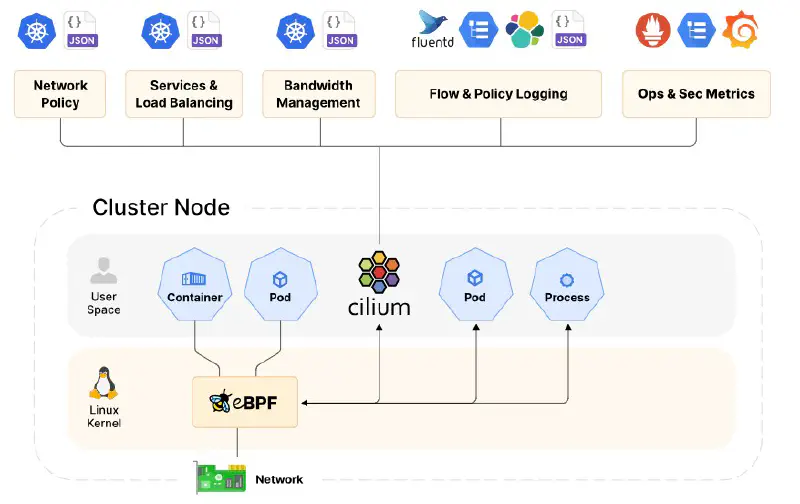 { }
JSON
{ }
JSON
{ }
JSON
fluentd
{ }
JSON
Network
Policy
Services &
Load Balancing
Bandwidth
Management
Flow & Policy Logging
Ops & Sec Metrics
Cluster Node
User
Space
Container
Pod
cilium
Pod
Process
Linux
Kernel
eBPF
Network